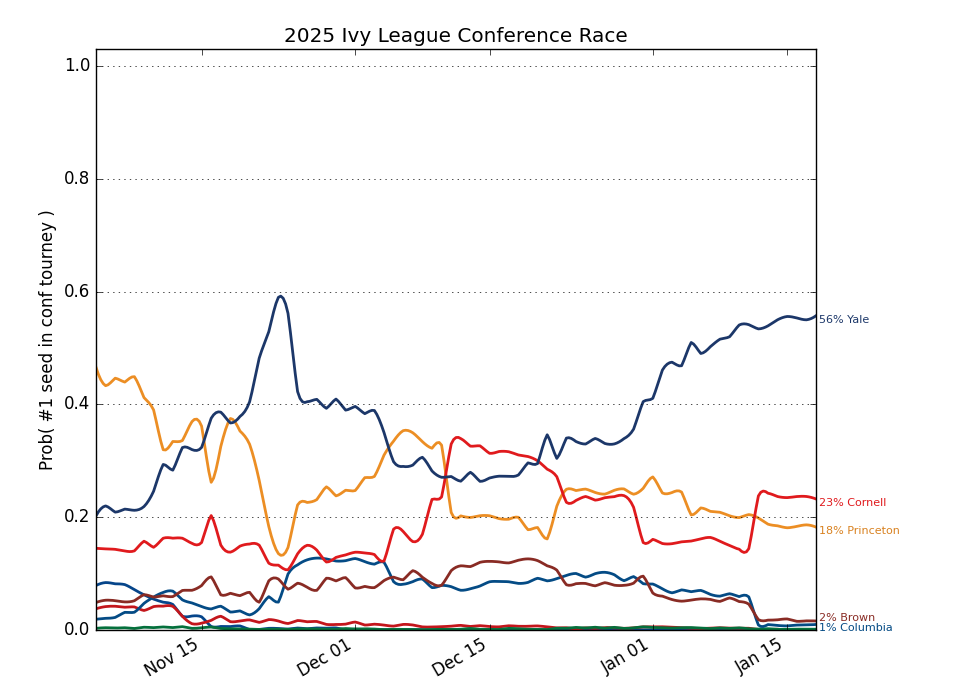 2025 Ivy League Conference Race
Prob( #1 seed in conf tourney )
1.0
0.8
0.6
0.4
0.2
0.0
56% Yale
23% Cornell
18% Princeton
2% Brown
1% Columbia
Nov 15
Dec 01
Dec 15
Jan 01
Jan 15